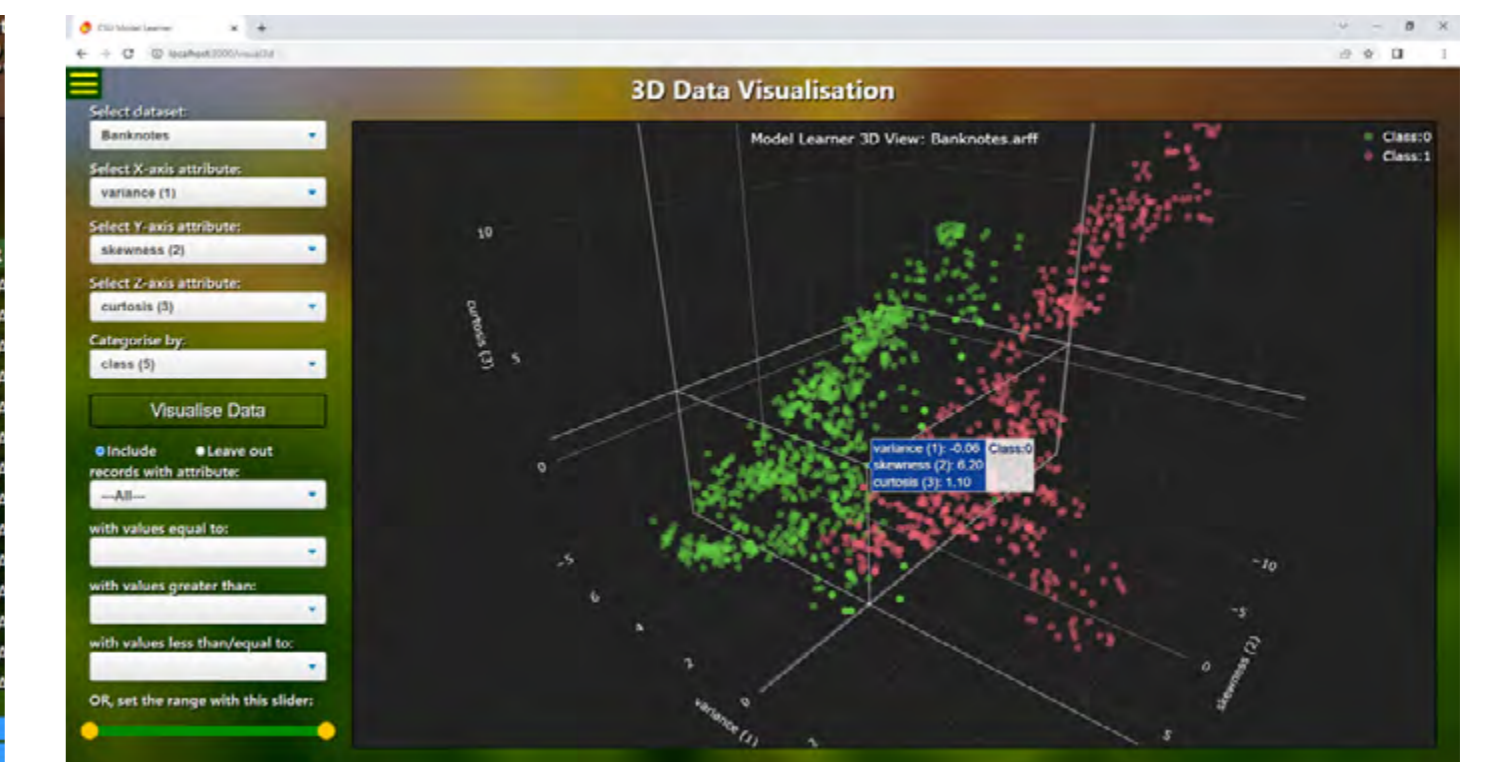 CSU Model Learner
localhost:3000/visual3d
3D Data Visualisation
Select dataset:
Banknotes
Select X-axis attribute:
variance (1)
Select Y-axis attribute:
skewness (2)
Select Z-axis attribute:
curtosis (3)
Categorise by:
class (5)
Visualise Data
Include Leave out
records with attribute:
---All---
with values equal to:
with values greater than:
with values less than/equal to:
OR, set the range with this slider:
Model Learner 3D View: Banknotes.arff
Class:0
Class:1
10
curtosis (3)
5
0
0
variance (1): -0.06 Class:0
skewness (2): 6.20
curtosis (3): 1.10
−5
6
4
2
0
variance (1)
−10
−5
0
skewness (2)
5